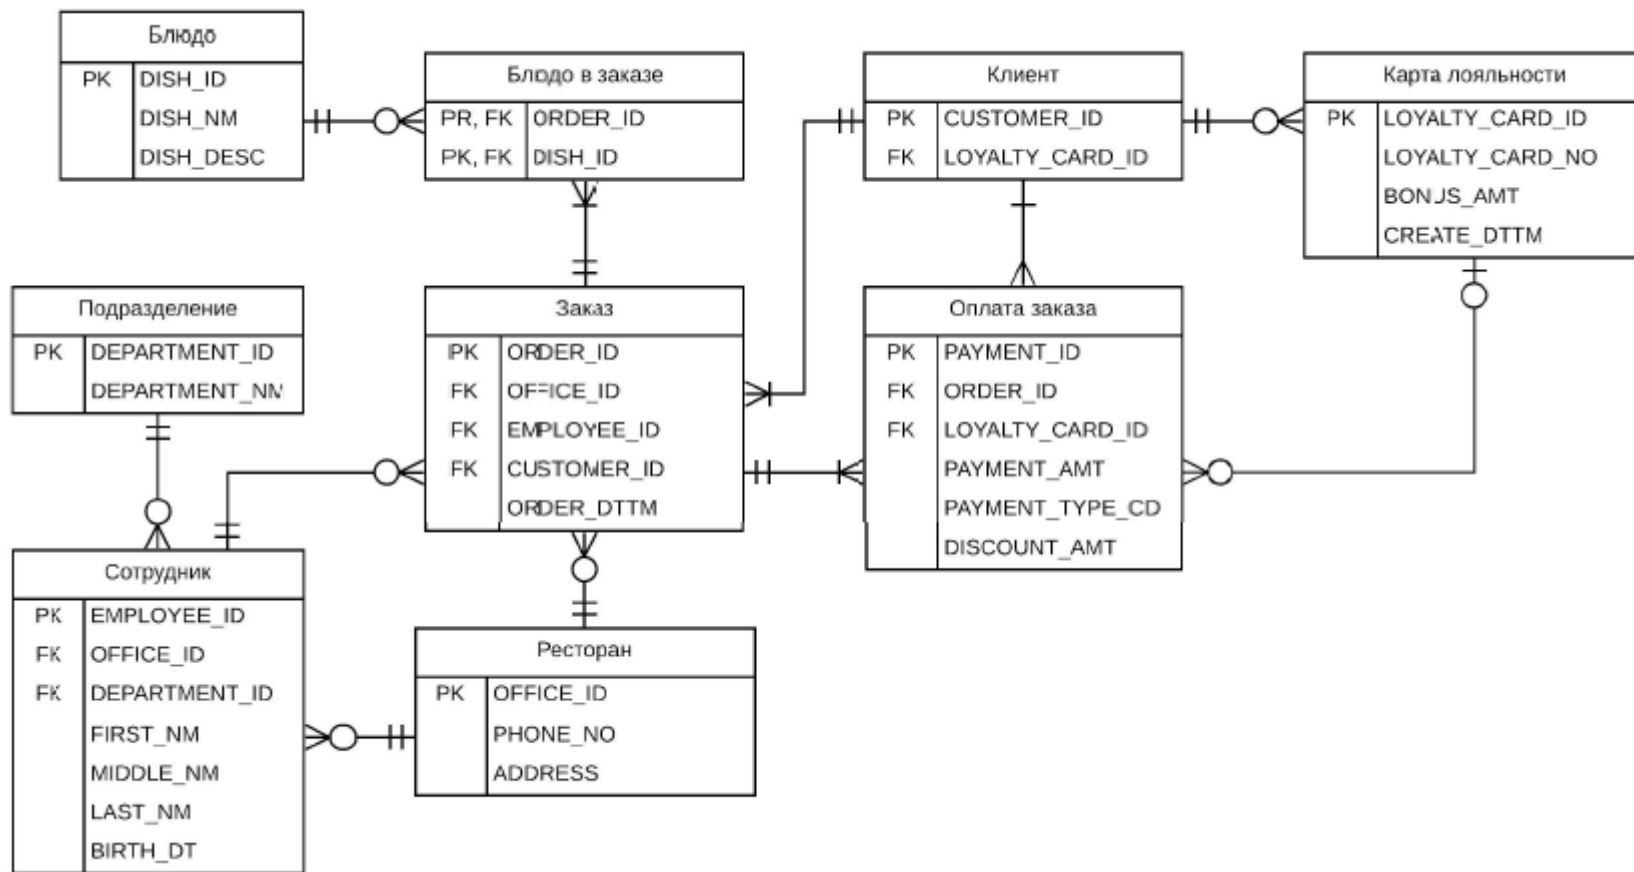 Блюдо
PK DISH_ID
DISH_NM
DISH_DESC
Блюдо в заказе
PR, FK ORDER_ID
PK, FK DISH_ID
Клиент
PK CUSTOMER_ID
FK LOYALTY_CARD_ID
Карта лояльности
PK LOYALTY_CARD_ID
LOYALTY_CARD_NO
BONUS_AMT
CREATE_DTTM
Подразделение
PK DEPARTMENT_ID
DEPARTMENT_NM
Заказ
PK ORDER_ID
FK OFFICE_ID
FK EMPLOYEE_ID
FK CUSTOMER_ID
ORDER_DTTM
Оплата заказа
PK PAYMENT_ID
FK ORDER_ID
FK LOYALTY_CARD_ID
PAYMENT_AMT
PAYMENT_TYPE_CD
DISCOUNT_AMT
Сотрудник
PK EMPLOYEE_ID
FK OFFICE_ID
FK DEPARTMENT_ID
FIRST_NM
MIDDLE_NM
LAST_NM
BIRTH_DT
Ресторан
PK OFFICE_ID
PHONE_NO
ADDRESS